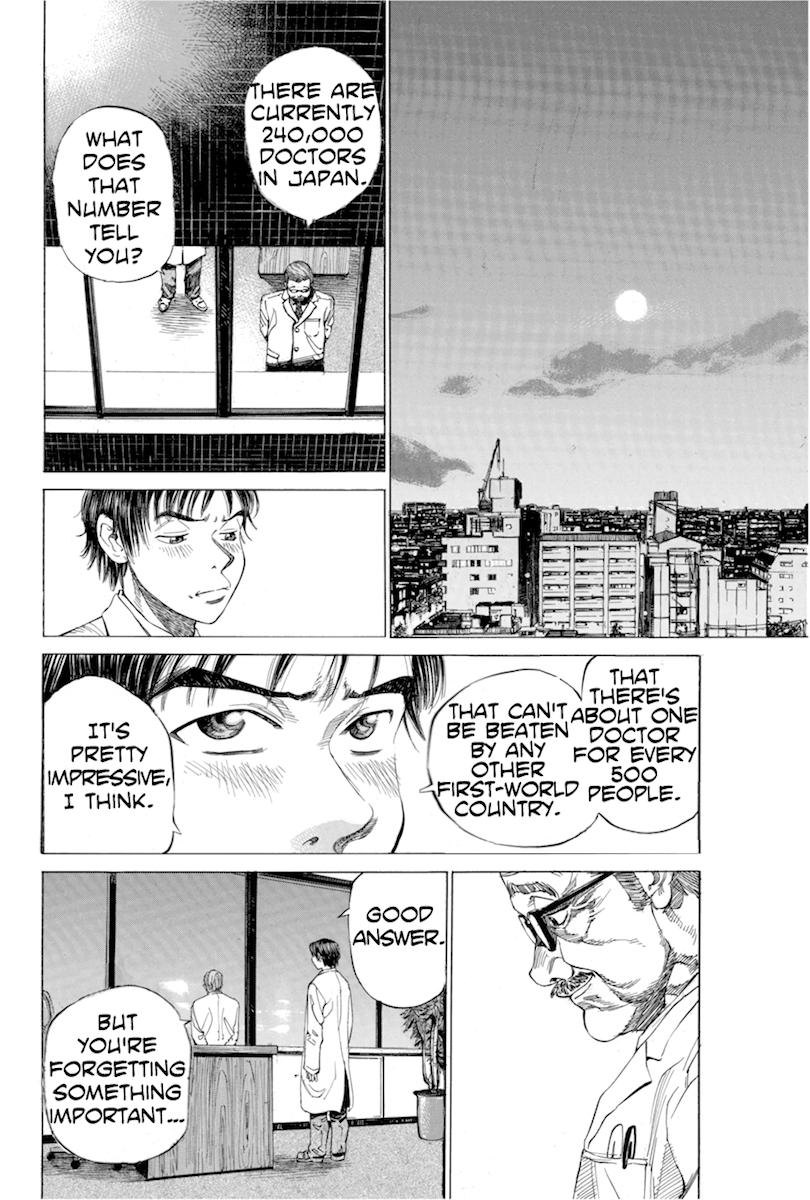 THERE ARE
CURRENTLY
240,000
DOCTORS
IN JAPAN.
WHAT
DOES
THAT
NUMBER
TELL
YOU?
THAT
THERE'S
ABOUT ONE
DOCTOR
FOR EVERY
500
PEOPLE.
THAT CAN'T
BE BEATEN
BY ANY
OTHER
FIRST-WORLD
COUNTRY.
IT'S
PRETTY
IMPRESSIVE,
I THINK.
GOOD
ANSWER.
BUT
YOU'RE
FORGETTING
SOMETHING
IMPORTANT...